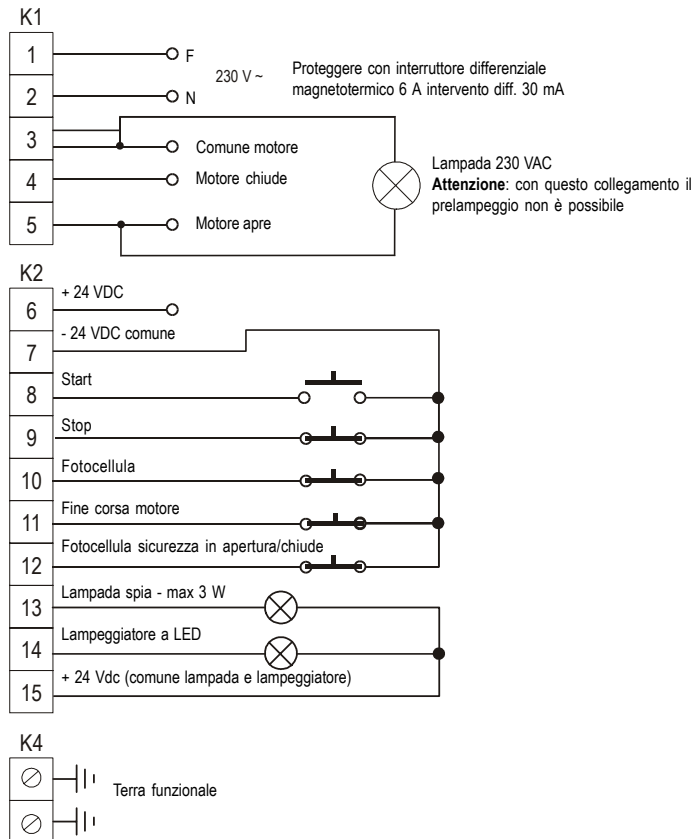 K1
1
F
2
N
230 V ~
Proteggere con interruttore differenziale
magnetotermico 6 A intervento diff. 30 mA
3
Comune motore
4
Motore chiude
5
Motore apre
Lampada 230 VAC
Attenzione: con questo collegamento il
prelampeggio non è possibile
K2
6
+ 24 VDC
7
- 24 VDC comune
8
Start
9
Stop
10
Fotocellula
11
Fine corsa motore
12
Fotocellula sicurezza in apertura/chiude
13
Lampada spia - max 3 W
14
Lampeggiatore a LED
15
+ 24 Vdc (comune lampada e lampeggiatore)
K4
Terra funzionale